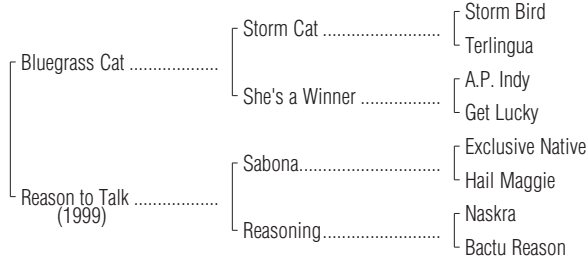 Storm Bird
Storm Cat ........................
Terlingua
Bluegrass Cat ..................
A.P. Indy
She's a Winner ................
Get Lucky
Exclusive Native
Sabona............................
Hail Maggie
Reason to Talk .................
(1999)
Naskra
Reasoning........................
Bactu Reason